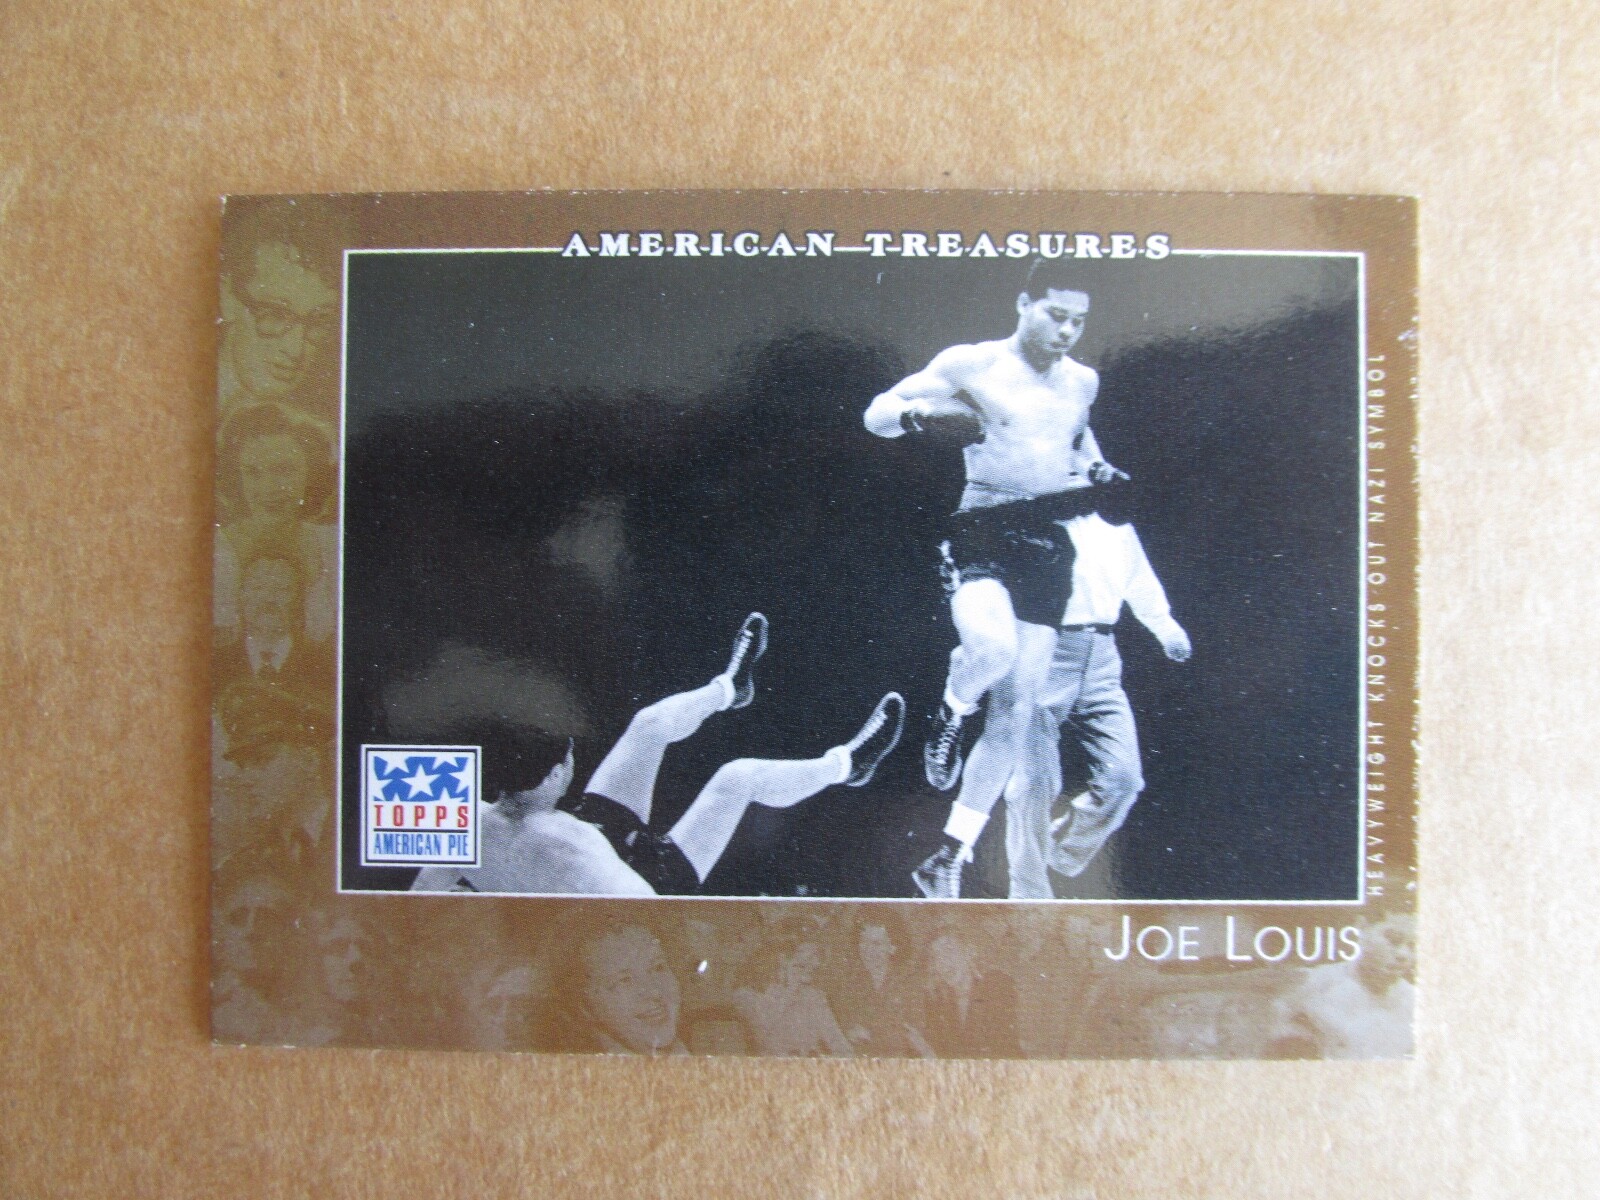 AMERICAN TREASURES
HEAVYWEIGHT KNOCKS OUT NAZI SYMBOL
TOPPS
AMERICAN PIE
JOE LOUIS